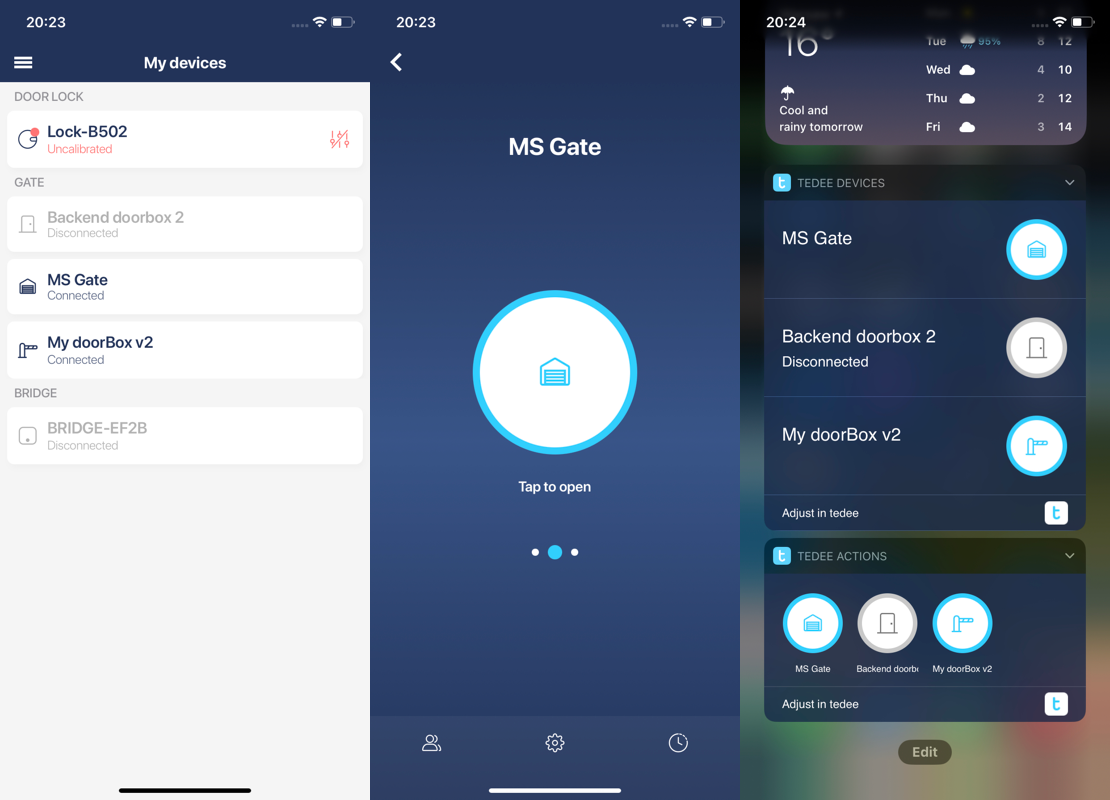 20:23
My devices
DOOR LOCK
Lock-B502
Uncalibrated
GATE
Backend doorbox 2
Disconnected
MS Gate
Connected
My doorBox v2
Connected
BRIDGE
BRIDGE-EF2B
Disconnected
20:23
MS Gate
Tap to open
20:24
16°
Tue 95% 8 12
Wed 4 10
Cool and
rainy tomorrow
Thu 2 12
Fri 3 14
t TEDEE DEVICES
MS Gate
Backend doorbox 2
Disconnected
My doorBox v2
Adjust in tedee t
t TEDEE ACTIONS
MS Gate Backend doorb My doorBox v2
Adjust in tedee t
Edit